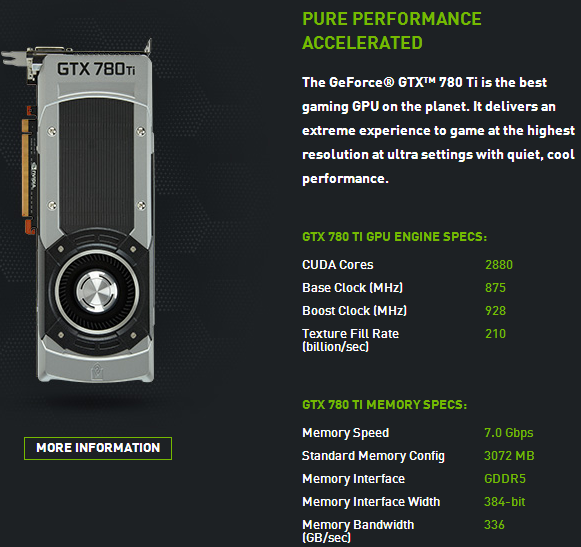 GTX 780 Ti
NVIDIA
MORE INFORMATION
PURE PERFORMANCE
ACCELERATED
The GeForce® GTX™ 780 Ti is the best
gaming GPU on the planet. It delivers an
extreme experience to game at the highest
resolution at ultra settings with quiet, cool
performance.
GTX 780 TI GPU ENGINE SPECS:
CUDA Cores 2880
Base Clock (MHz) 875
Boost Clock (MHz) 928
Texture Fill Rate 210
(billion/sec)
GTX 780 TI MEMORY SPECS:
Memory Speed 7.0 Gbps
Standard Memory Config 3072 MB
Memory Interface GDDR5
Memory Interface Width 384-bit
Memory Bandwidth 336
(GB/sec)